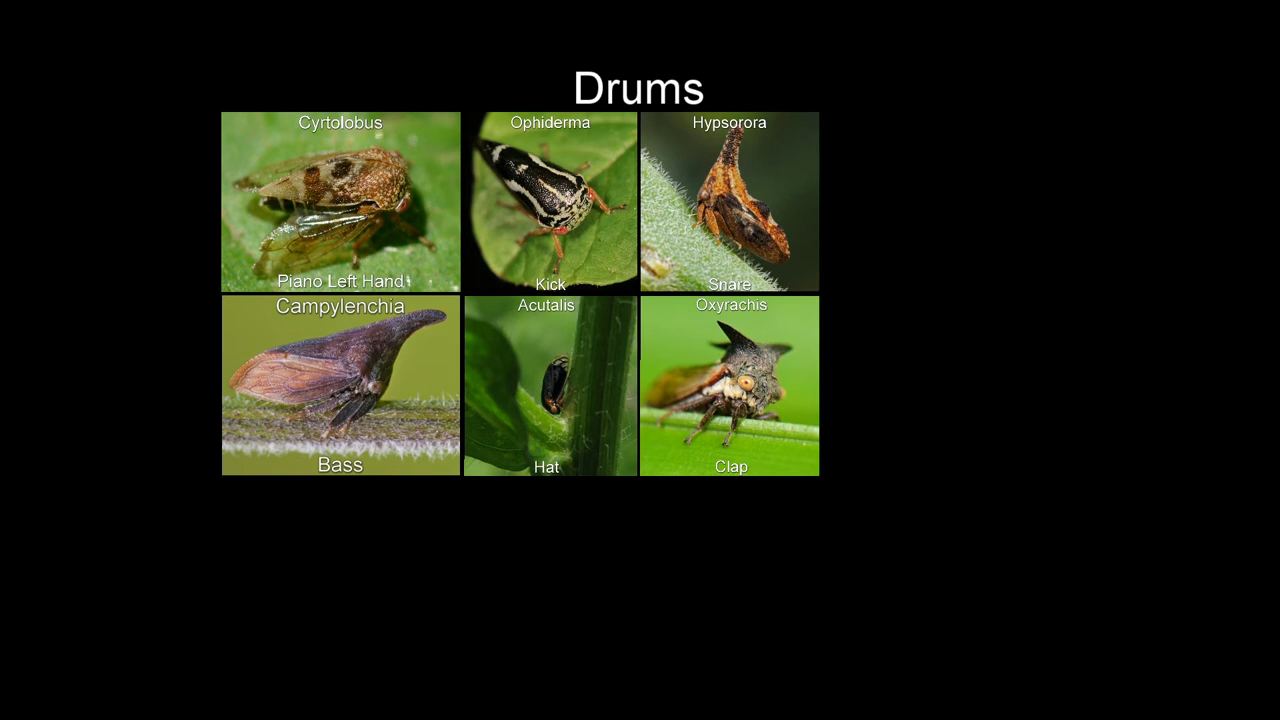 Drums
Cyrtolobus
Ophiderma
Hypsorora
Piano Left Hand
Kick
Snare
Campylenchia
Acutalis
Oxyrachis
Bass
Hat
Clap